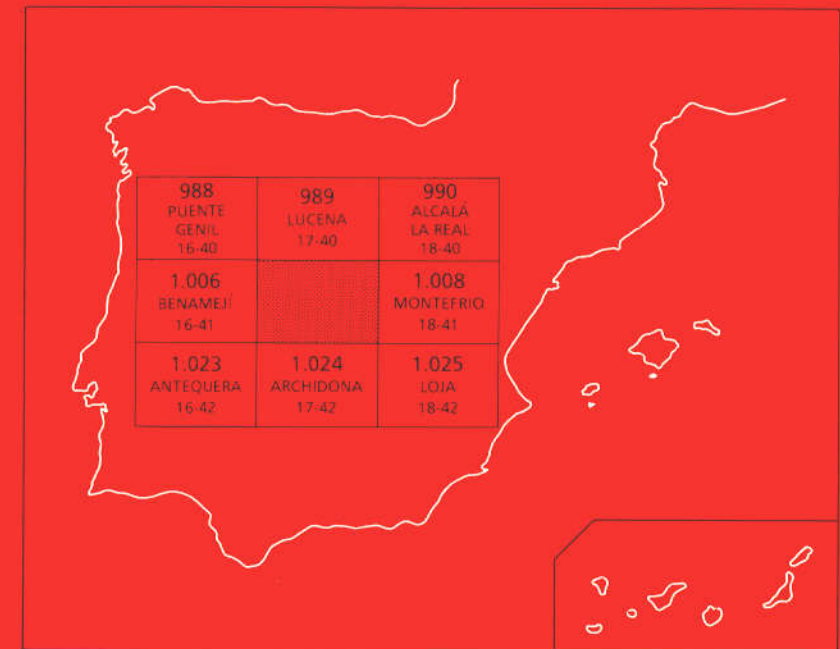 988
PUENTE
GENIL
16-40
989
LUCENA
17-40
990
ALCALÁ
LA REAL
18-40
1.006
BENAMEJÍ
16-41
1.008
MONTEFRIO
18-41
1.023
ANTEQUERA
16-42
1.024
ARCHIDONA
17-42
1.025
LOJA
18-42